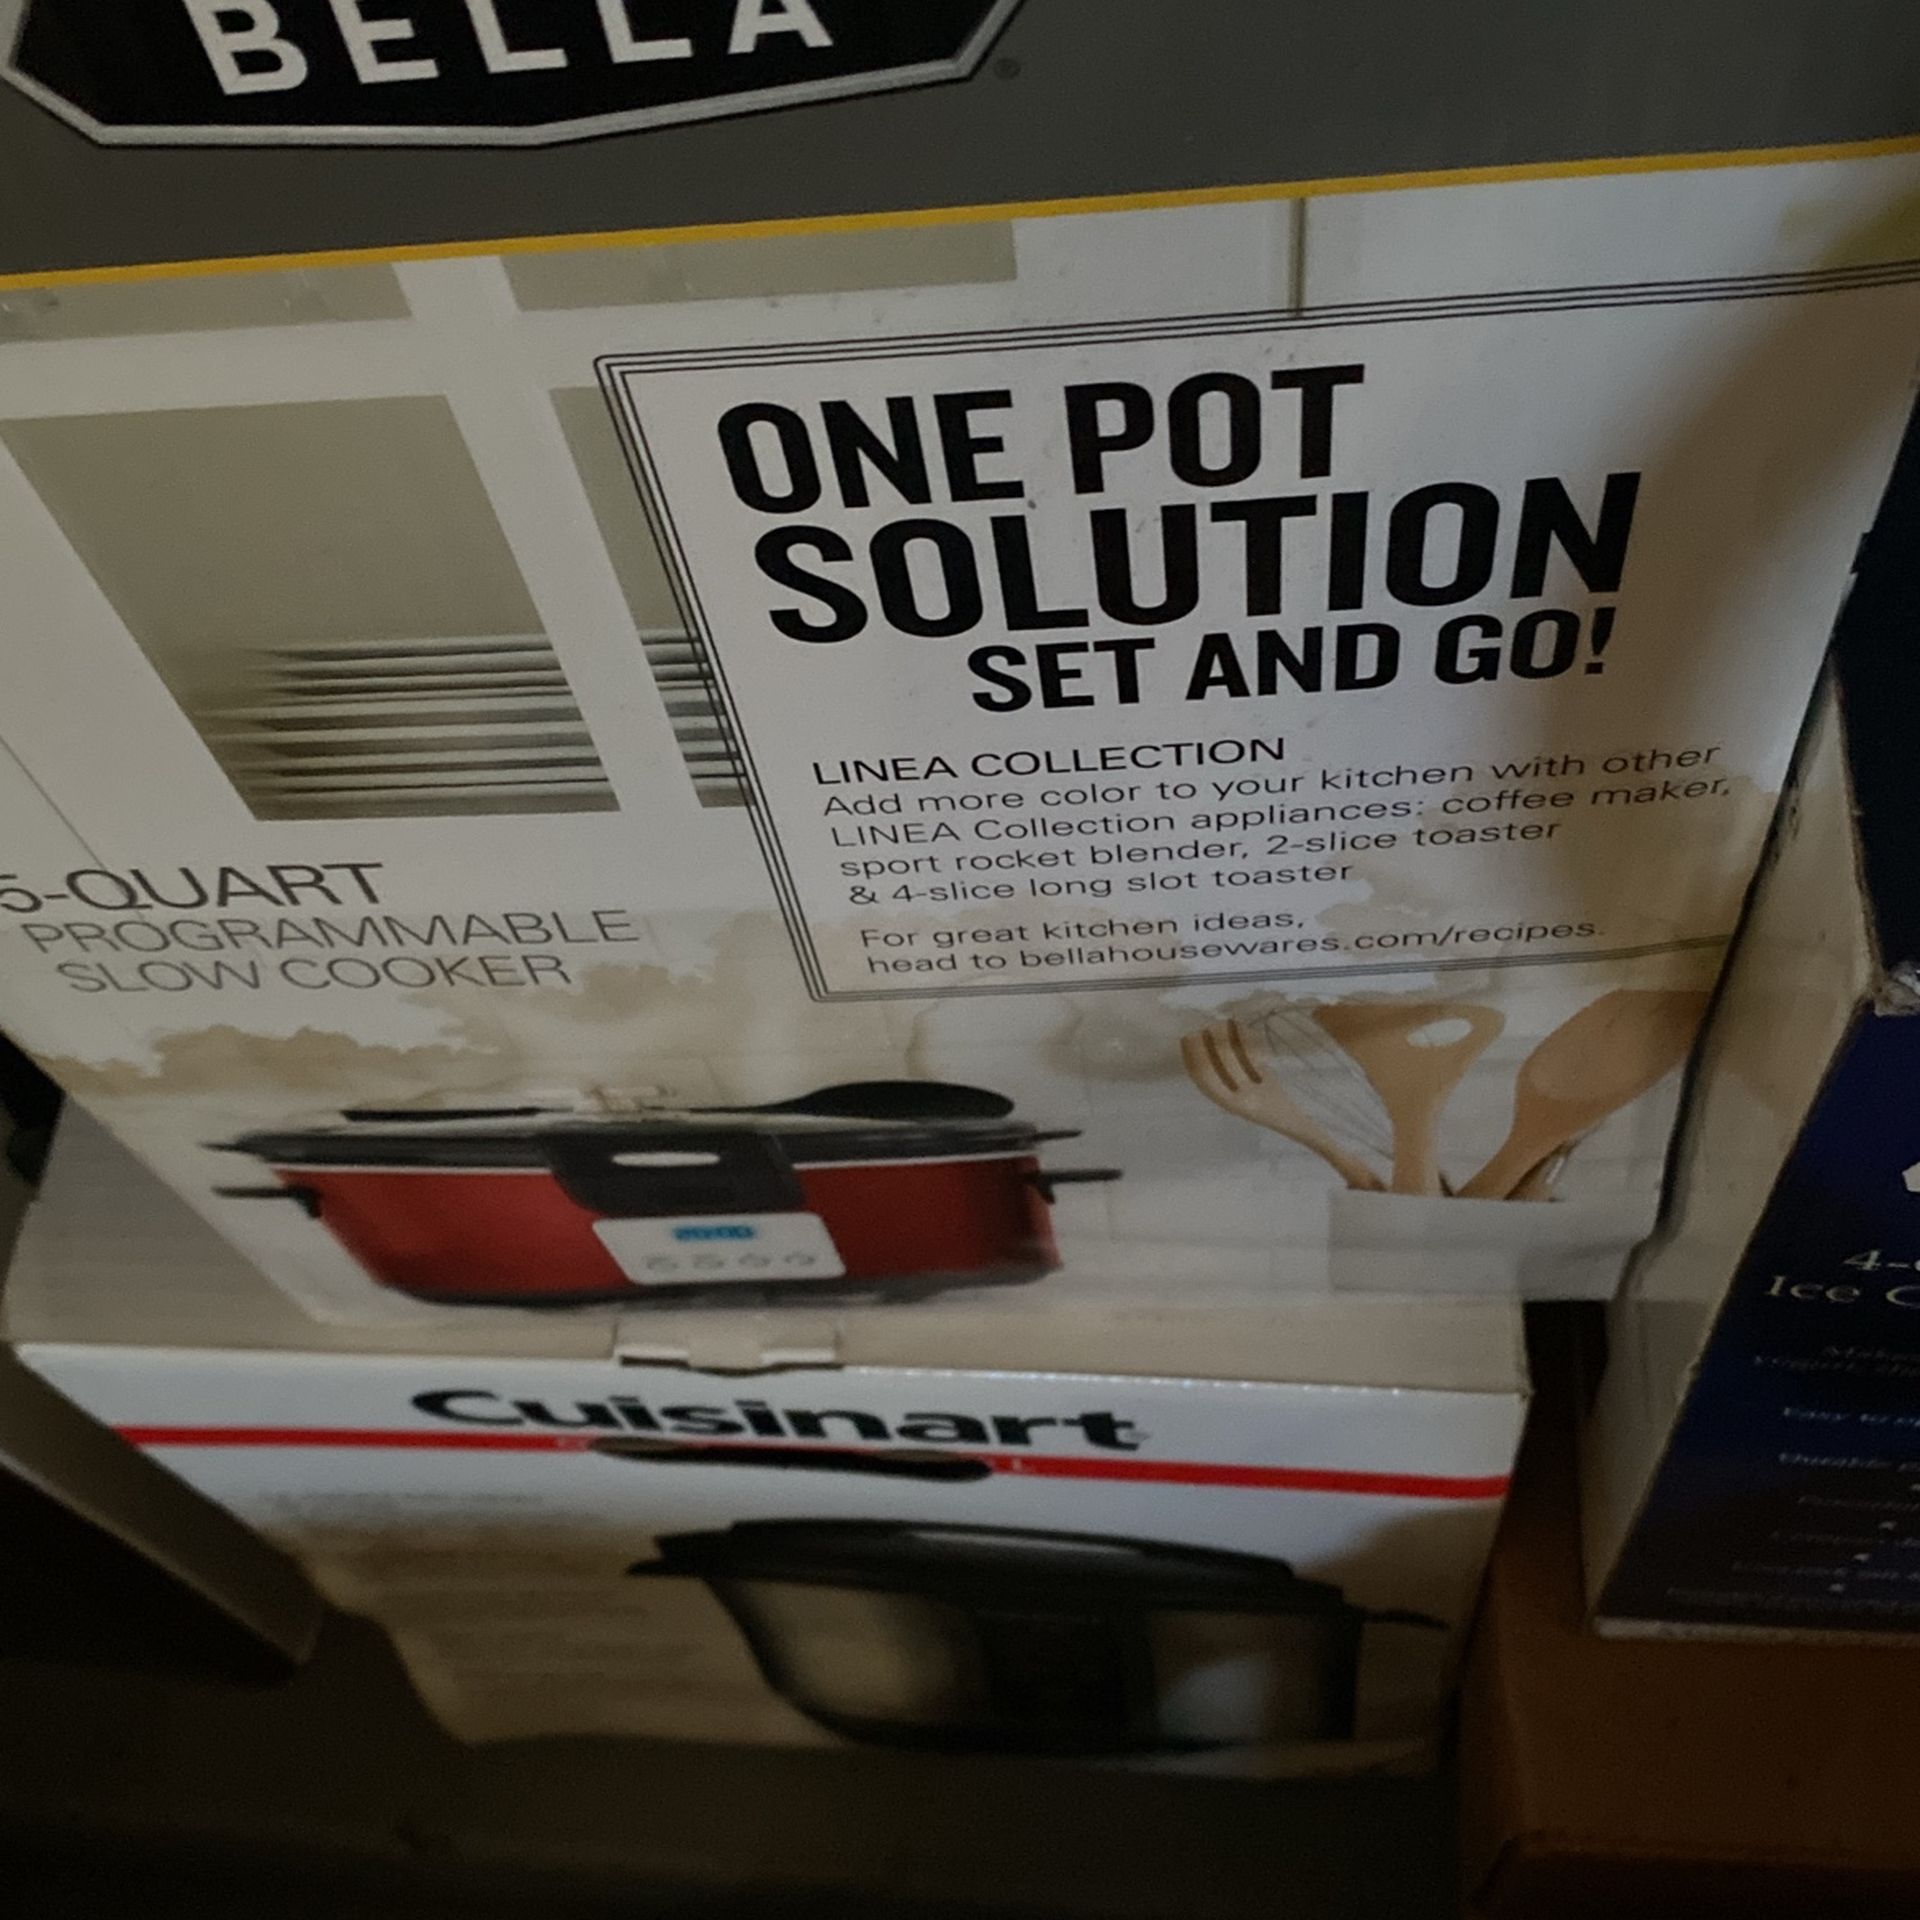 BELLA
ONE POT
SOLUTION
SET AND GO!
LINEA COLLECTION
Add more color to your kitchen with other
LINEA Collection appliances: coffee maker,
sport rocket blender, 2-slice toaster
& 4-slice long slot toaster
For great kitchen ideas,
head to bellahousewares.com/recipes.
5-QUART
PROGRAMMABLE
SLOW COOKER
Cuisinart
4-
Ice C